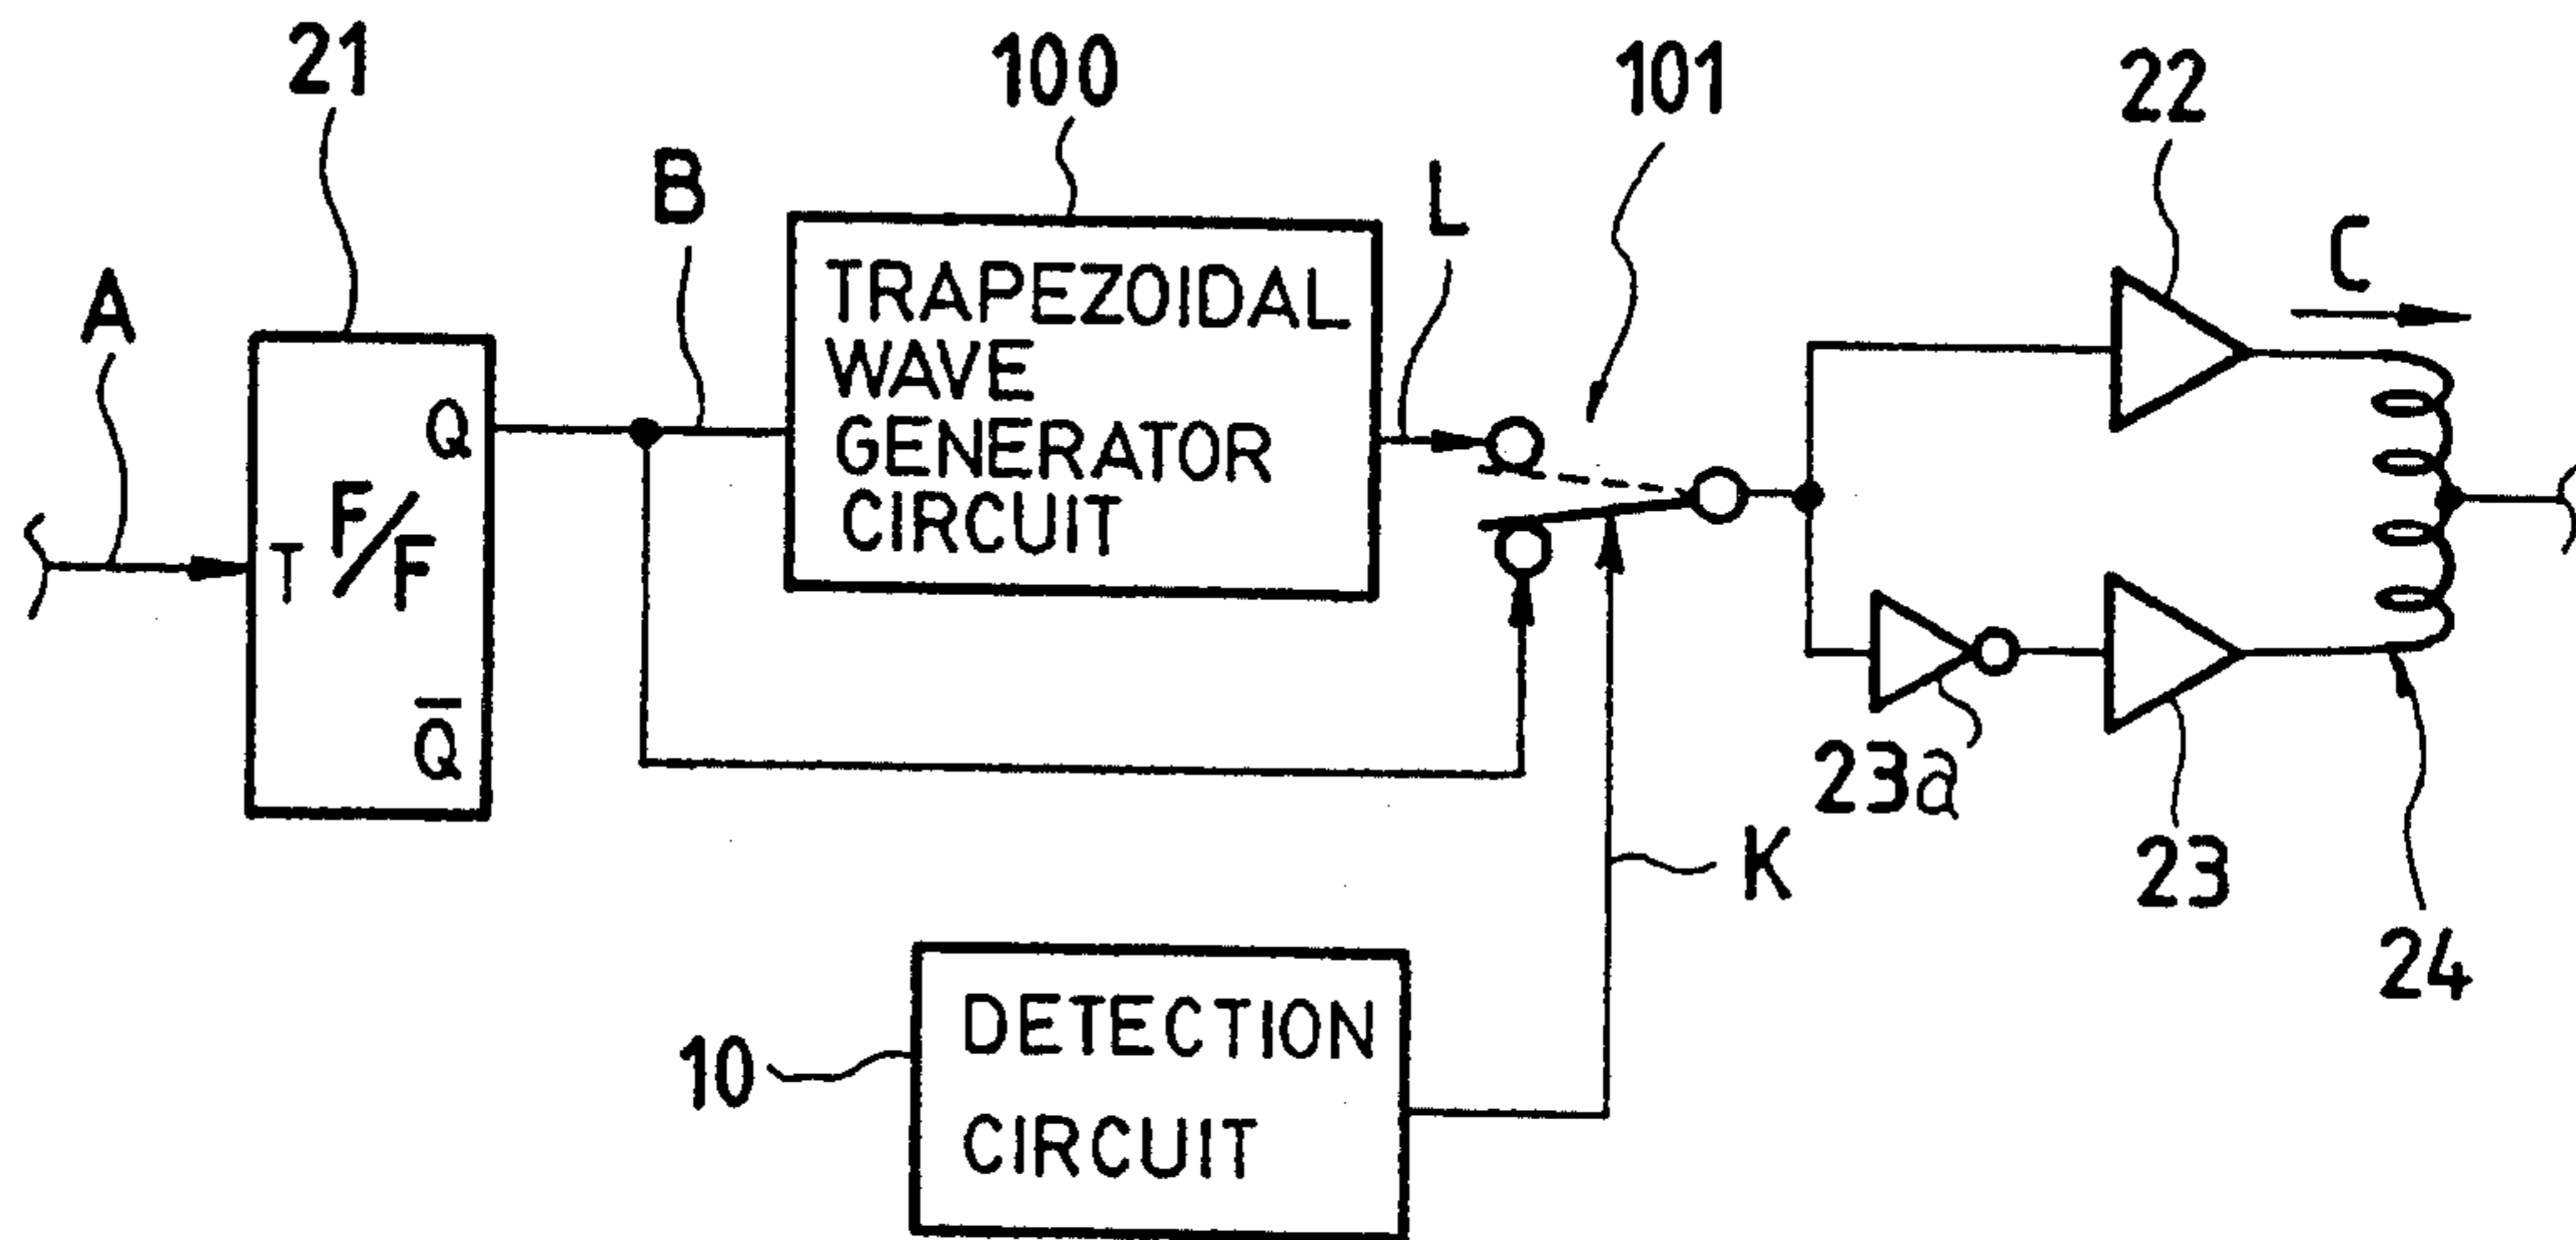 21
100
101
22
A
B
L
C
TRAPEZOIDAL
WAVE
GENERATOR
CIRCUIT
Q
T F/F
Q̅
23a
23
24
K
10
DETECTION
CIRCUIT